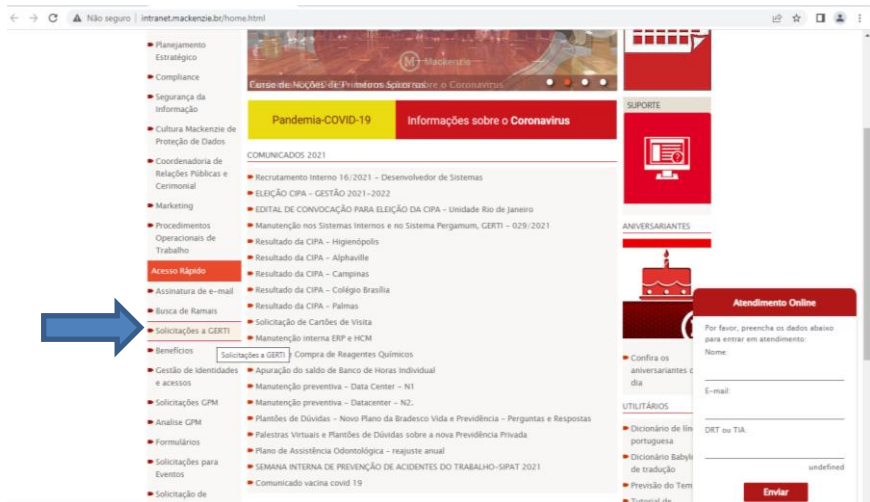 Não seguro
intranet.mackenzie.br/home.html
Planejamento
Estratégico
Compliance
Segurança da
Informação
Cultura Mackenzie de
Proteção de Dados
Coordenadoria de
Relações Públicas e
Cerimonial
Marketing
Procedimentos
Operacionais de
Trabalho
Acesso Rápido
Assinatura de e-mail
Busca de Ramais
Solicitações a GERTI
Benefícios
Solicitações a GERTI
Gestão de Identidades
e acessos
Solicitações GPM
Analise GPM
Formulários
Solicitações para
Eventos
Solicitação de
M Mackenzie
Curso de Noções de Primeiros Socorros
sobre o Coronavírus
Pandemia-COVID-19
Informações sobre o Coronavirus
COMUNICADOS 2021
Recrutamento Interno 16/2021 – Desenvolvedor de Sistemas
ELEIÇÃO CIPA – GESTÃO 2021-2022
EDITAL DE CONVOCAÇÃO PARA ELEIÇÃO DA CIPA – Unidade Rio de Janeiro
Manutenção nos Sistemas Internos e no Sistema Pergamum, GERTI – 029/2021
Resultado da CIPA – Higienópolis
Resultado da CIPA – Alphaville
Resultado da CIPA – Campinas
Resultado da CIPA – Colégio Brasília
Resultado da CIPA – Palmas
Solicitação de Cartões de Visita
Manutenção interna ERP e HCM
Compra de Reagentes Químicos
Apuração do saldo de Banco de Horas Individual
Manutenção preventiva – Data Center – N1
Manutenção preventiva – Datacenter – N2.
Plantões de Dúvidas – Novo Plano da Bradesco Vida e Previdência – Perguntas e Respostas
Palestras Virtuais e Plantões de Dúvidas sobre a nova Previdência Privada
Plano de Assistência Odontológica – reajuste anual
SEMANA INTERNA DE PREVENÇÃO DE ACIDENTES DO TRABALHO-SIPAT 2021
Comunicado vacina covid 19
SUPORTE
ANIVERSARIANTES
Confira os
aniversariantes d
dia
UTILITÁRIOS
Dicionário de lín
portuguesa
Dicionário Babyl
de tradução
Previsão do Tem
Tutorial de
Atendimento Online
Por favor, preencha os dados abaixo
para entrar em atendimento:
Nome:
E-mail:
DRT ou TIA:
undefined
Enviar